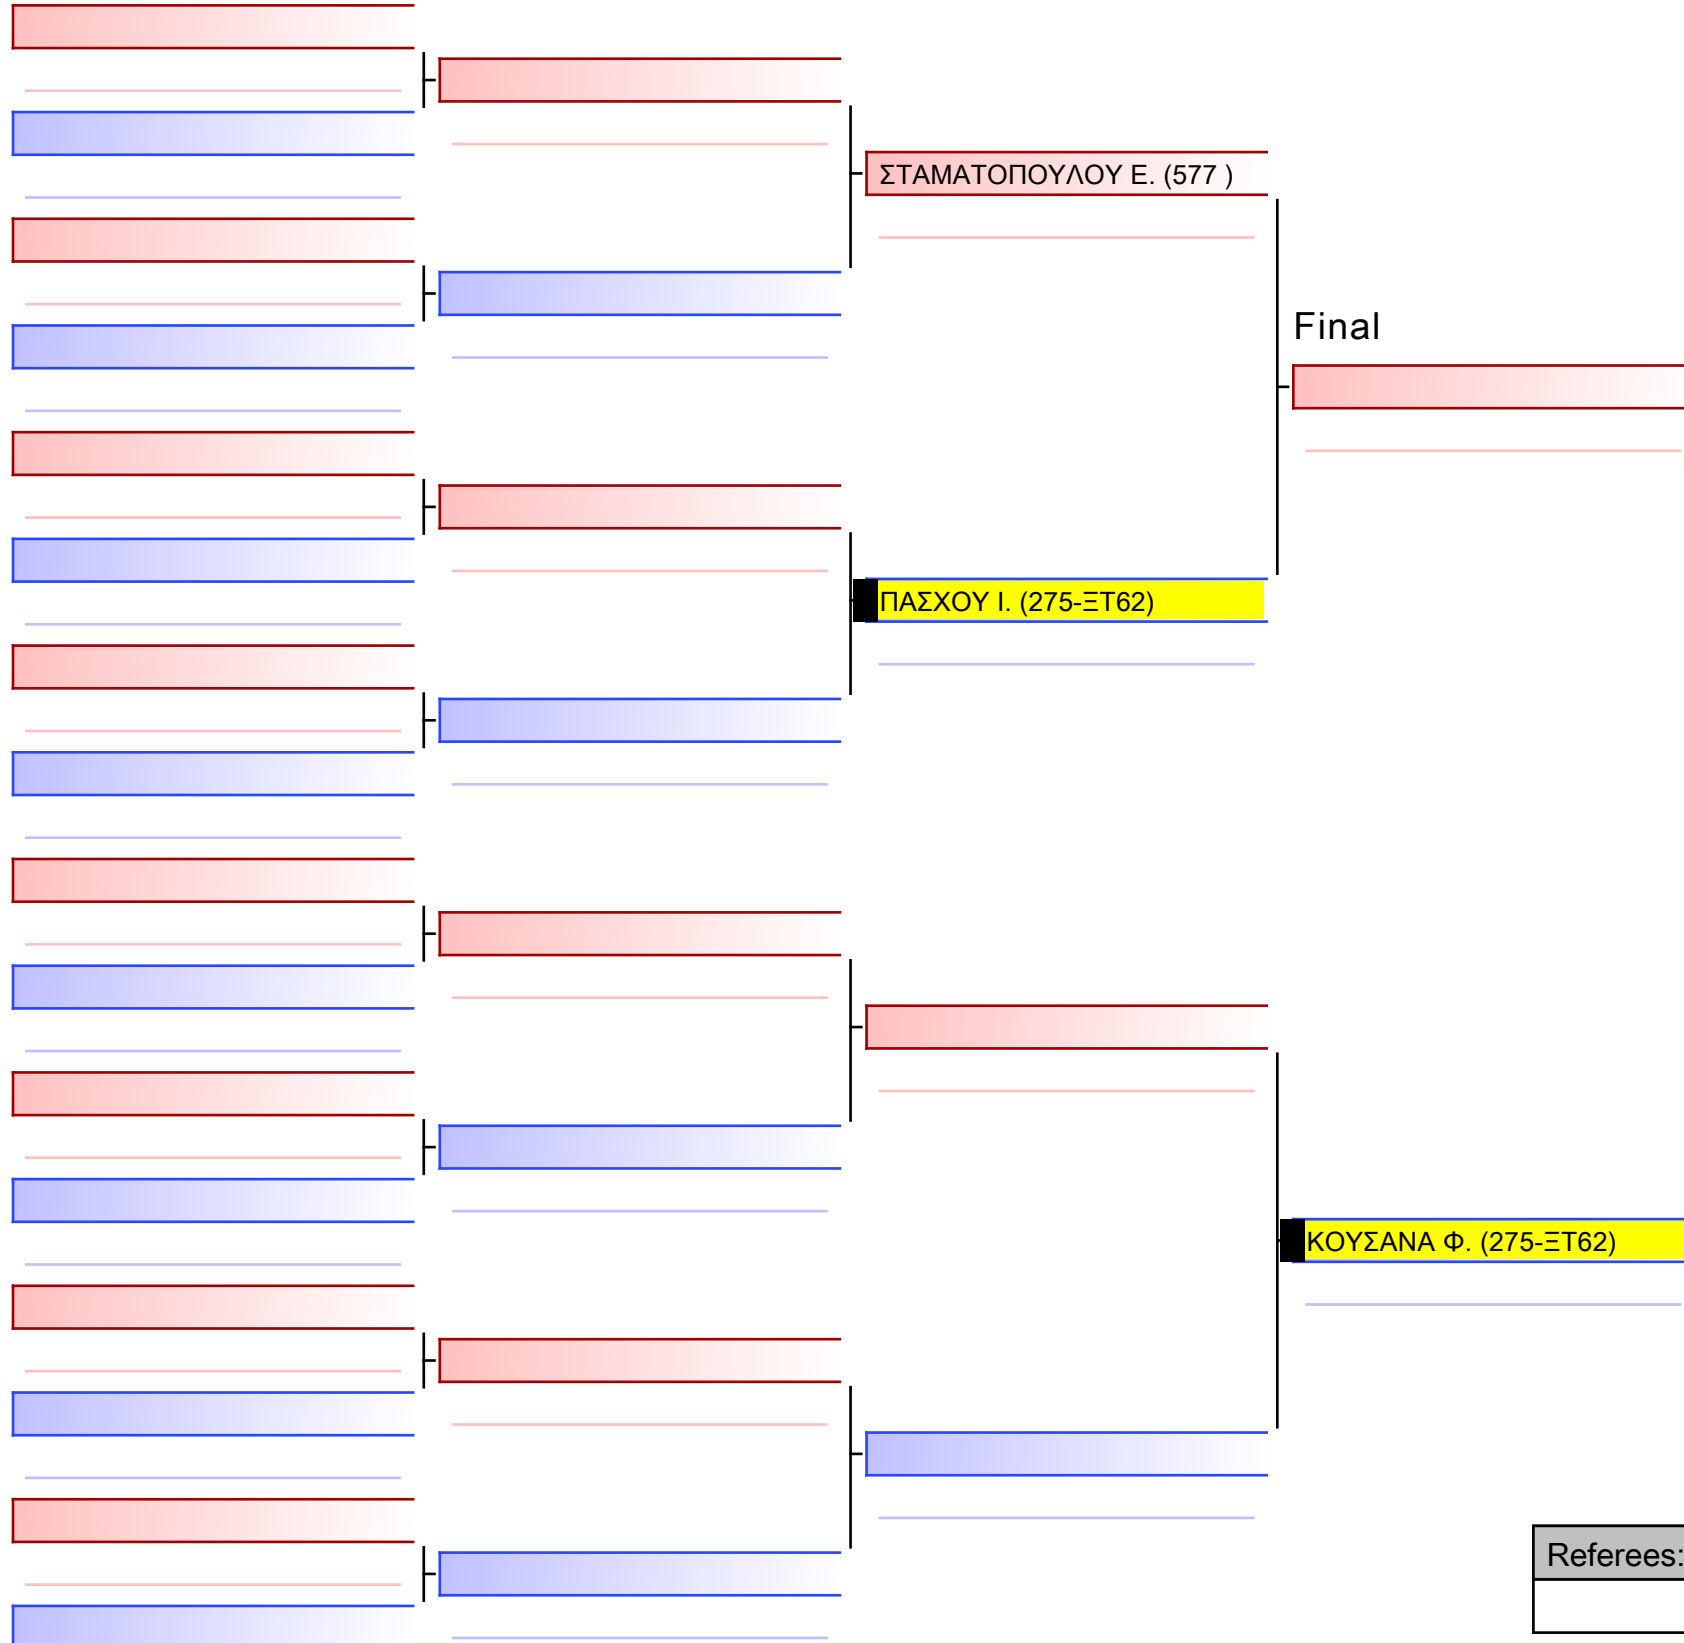 ΣΤΑΜΑΤΟΠΟΥΛΟΥ Ε. (577 )
Final
ΠΑΣΧΟΥ Ι. (275-ΞΤ62)
ΚΟΥΣΑΝΑ Φ. (275-ΞΤ62)
Referees: